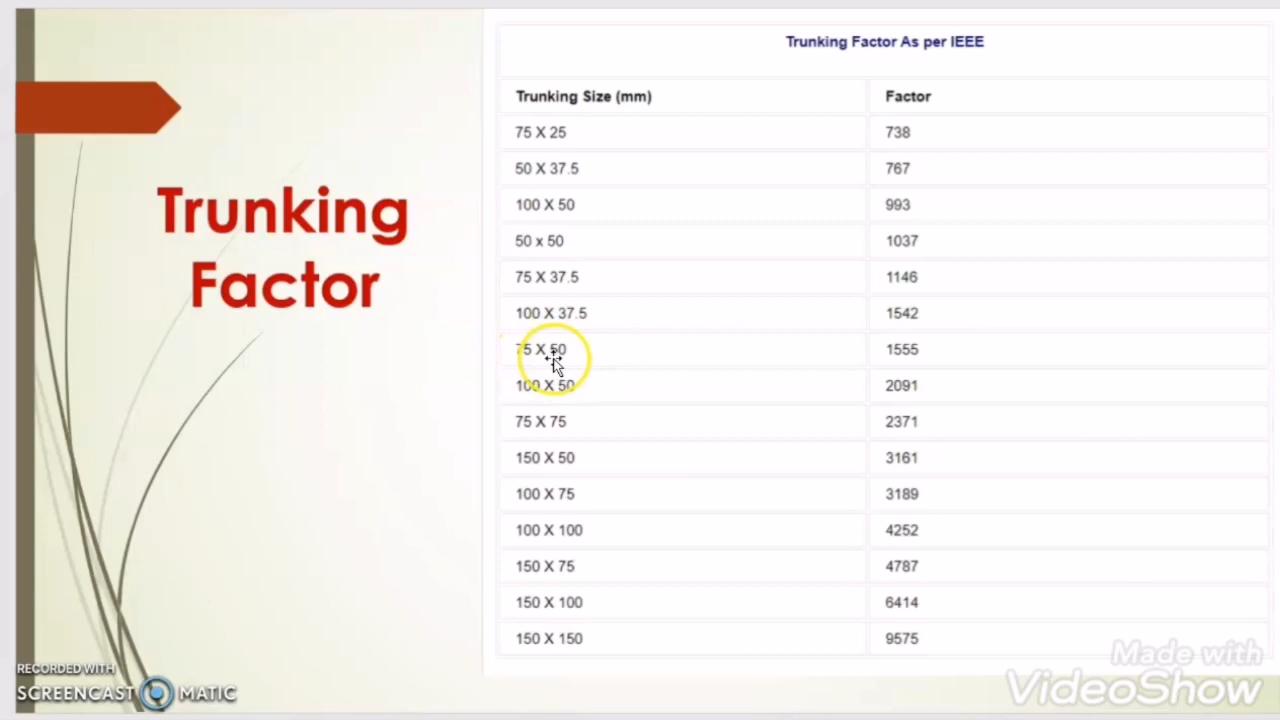 Trunking
Factor
Trunking Factor As per IEEE
Trunking Size (mm) Factor
75 X 25 738
50 X 37.5 767
100 X 50 993
50 x 50 1037
75 X 37.5 1146
100 X 37.5 1542
75 X 50 1555
100 X 50 2091
75 X 75 2371
150 X 50 3161
100 X 75 3189
100 X 100 4252
150 X 75 4787
150 X 100 6414
150 X 150 9575
RECORDED WITH
SCREENCAST MATIC
Made with
VideoShow